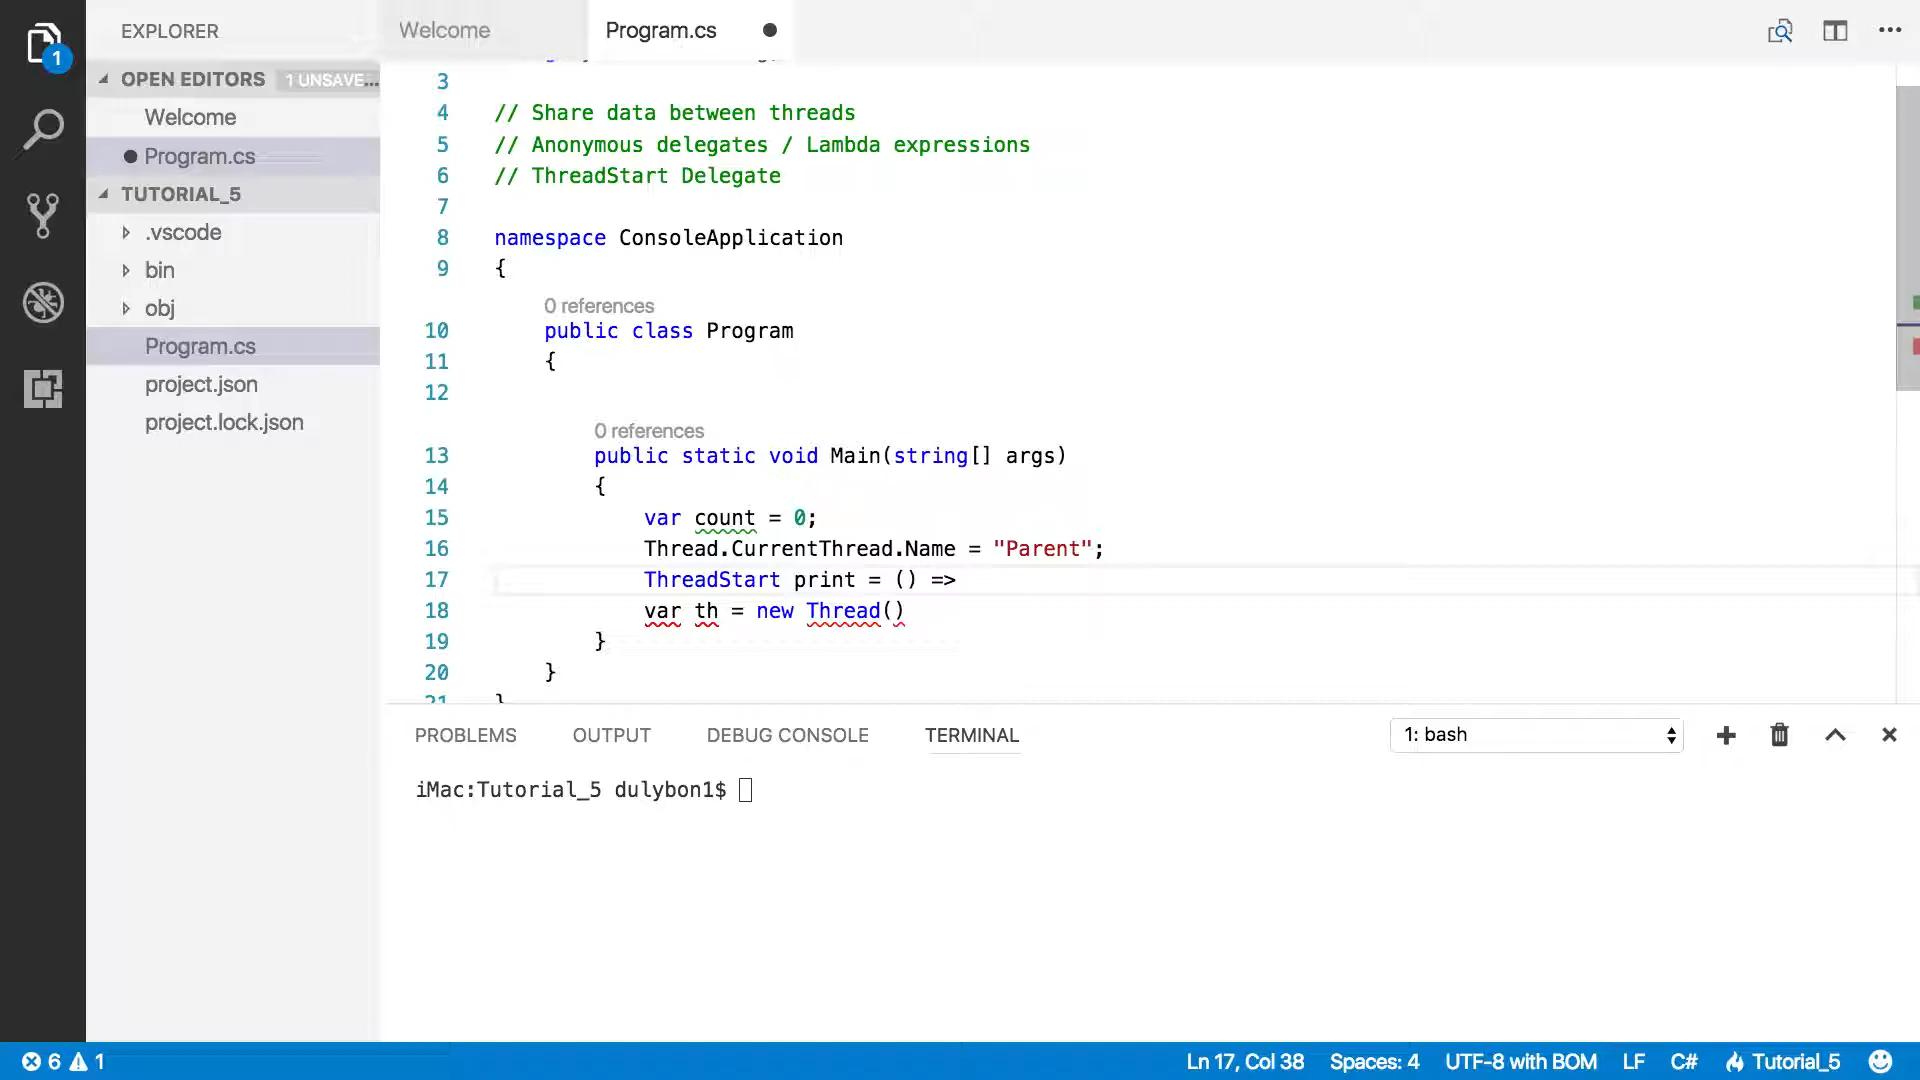 EXPLORER
Welcome
Program.cs
OPEN EDITORS
1 UNSAVE...
Welcome
Program.cs
TUTORIAL_5
.vscode
bin
obj
Program.cs
project.json
project.lock.json
3
4 // Share data between threads
5 // Anonymous delegates / Lambda expressions
6 // ThreadStart Delegate
7
8 namespace ConsoleApplication
9 {
0 references
10 public class Program
11 {
12
0 references
13 public static void Main(string[] args)
14 {
15 var count = 0;
16 Thread.CurrentThread.Name = "Parent";
17 ThreadStart print = () =>
18 var th = new Thread()
19 }
20 }
21 }
PROBLEMS
OUTPUT
DEBUG CONSOLE
TERMINAL
1: bash
iMac:Tutorial_5 dulybon1$
1
6
1
Ln 17, Col 38
Spaces: 4
UTF-8 with BOM
LF
C#
Tutorial_5